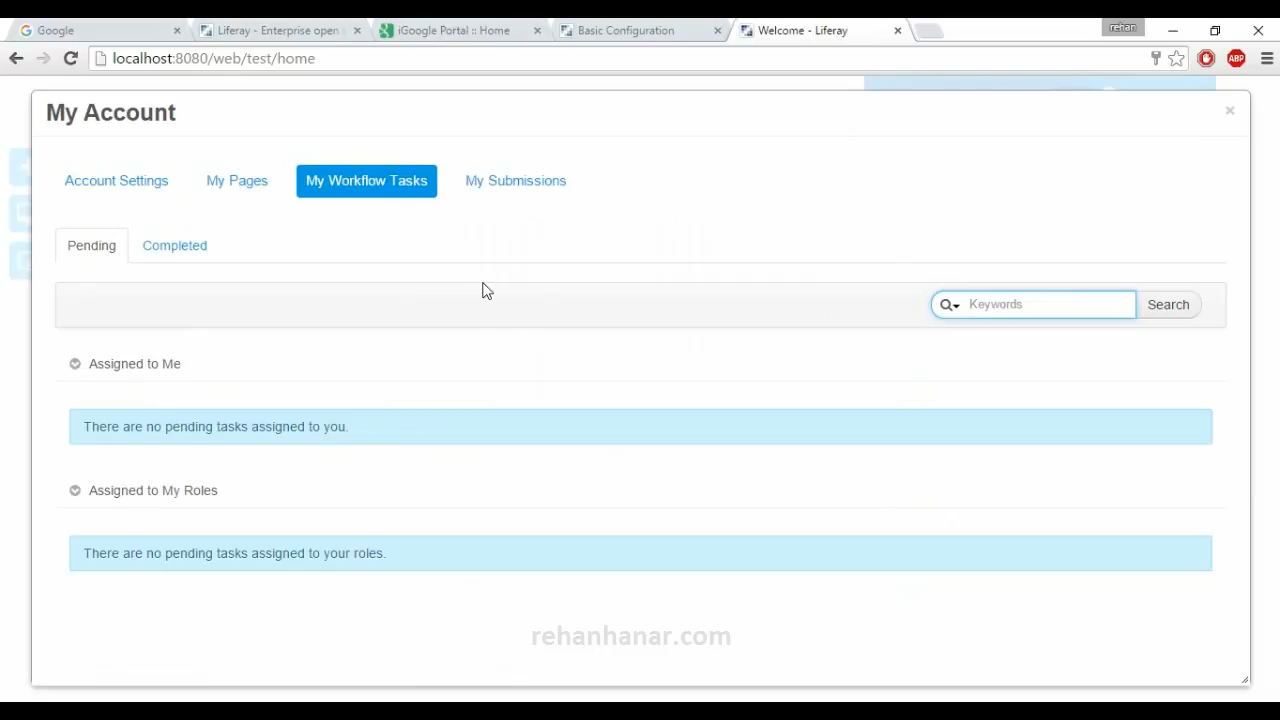 Google
Liferay - Enterprise open
iGoogle Portal :: Home
Basic Configuration
Welcome - Liferay
rehan
localhost:8080/web/test/home
ABP
My Account
Account Settings
My Pages
My Workflow Tasks
My Submissions
Pending
Completed
Keywords
Search
Assigned to Me
There are no pending tasks assigned to you.
Assigned to My Roles
There are no pending tasks assigned to your roles.
rehanhanar.com